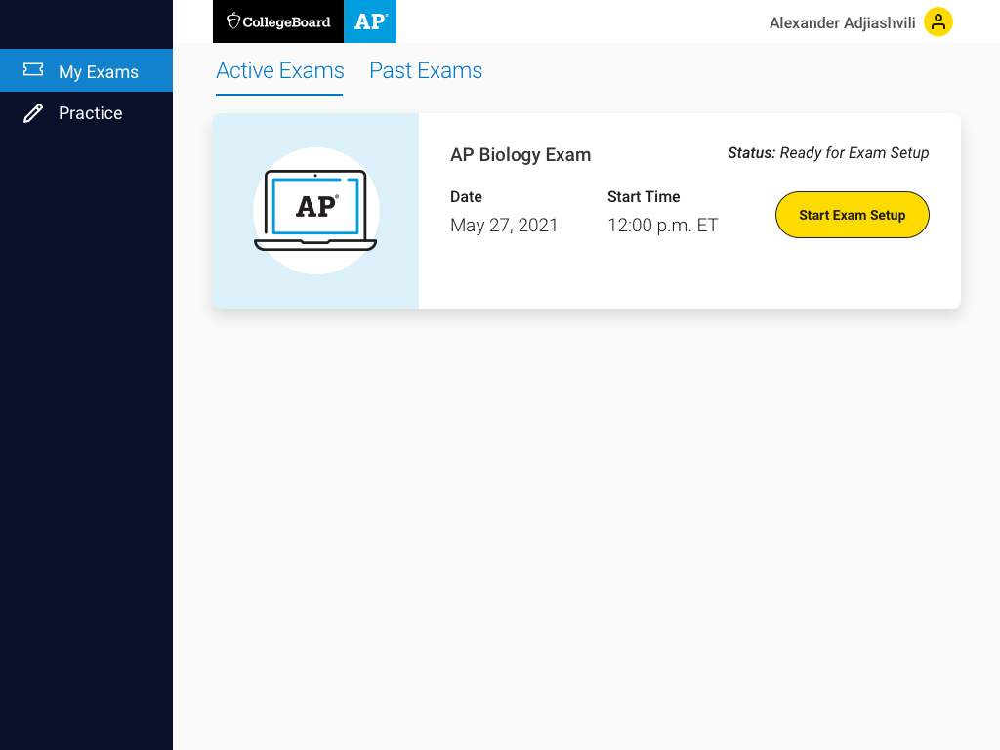 CollegeBoard AP®
Alexander Adjiashvili
My Exams
Practice
Active Exams Past Exams
AP®
AP Biology Exam
Status: Ready for Exam Setup
Date
Start Time
May 27, 2021
12:00 p.m. ET
Start Exam Setup